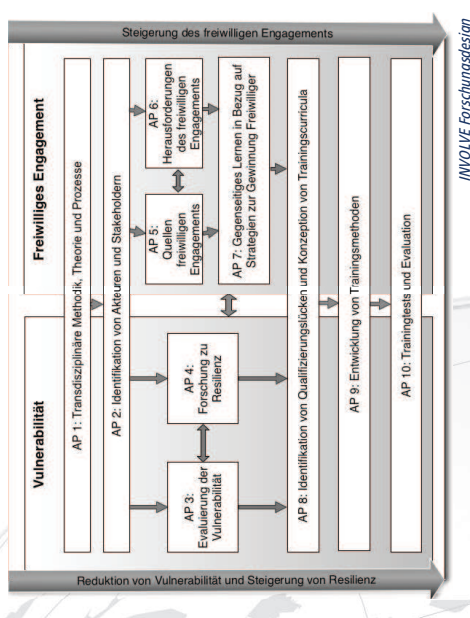 Steigerung des freiwilligen Engagements
Vulnerabilität
Freiwilliges Engagement
AP 1: Transdisziplinäre Methodik, Theorie und Prozesse
AP 2: Identifikation von Akteuren und Stakeholdern
AP 3:
Evaluierung der
Vulnerabilität
AP 4:
Forschung zu
Resilienz
AP 5:
Quellen
freiwilligen
Engagements
AP 6:
Herausforderungen
des freiwilligen
Engagements
AP 7: Gegenseitiges Lernen in Bezug auf
Strategien zur Gewinnung Freiwilliger
AP 8: Identifikation von Qualifizierungslücken und Konzeption von Trainingscurricula
AP 9: Entwicklung von Trainingsmethoden
AP 10: Trainingtests und Evaluation
Reduktion von Vulnerabilität und Steigerung von Resilienz
INVOLVE Forschungsdesign